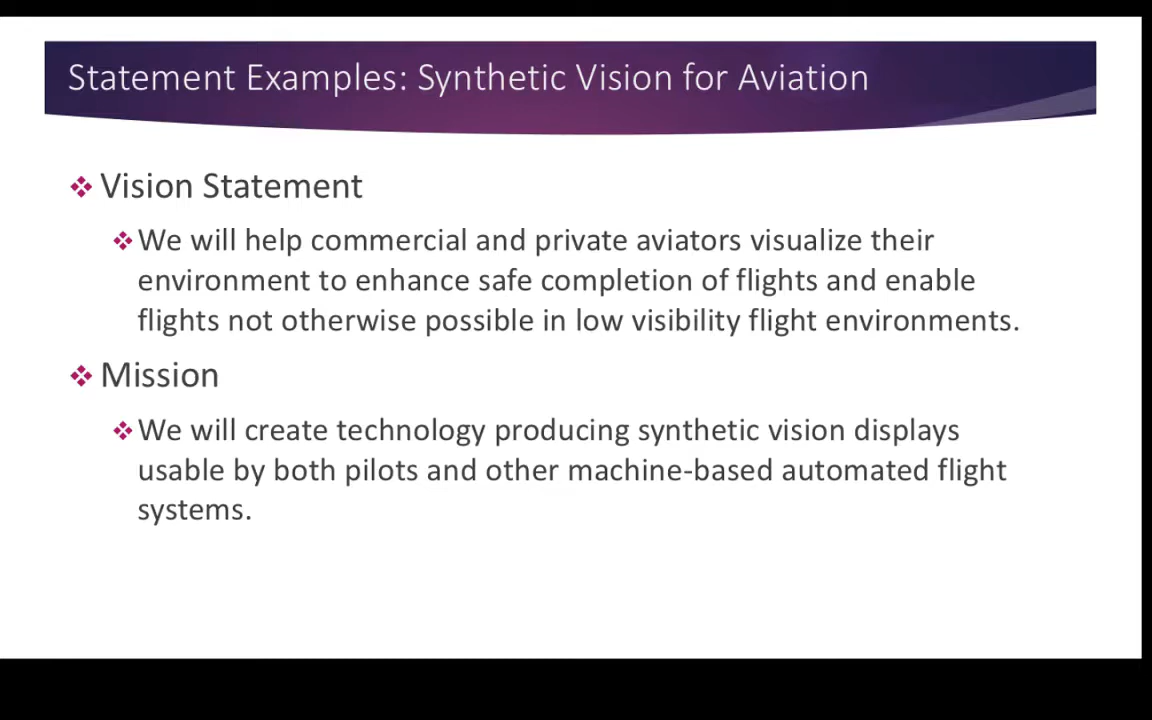 Statement Examples: Synthetic Vision for Aviation
Vision Statement
We will help commercial and private aviators visualize their
environment to enhance safe completion of flights and enable
flights not otherwise possible in low visibility flight environments.
Mission
We will create technology producing synthetic vision displays
usable by both pilots and other machine-based automated flight
systems.